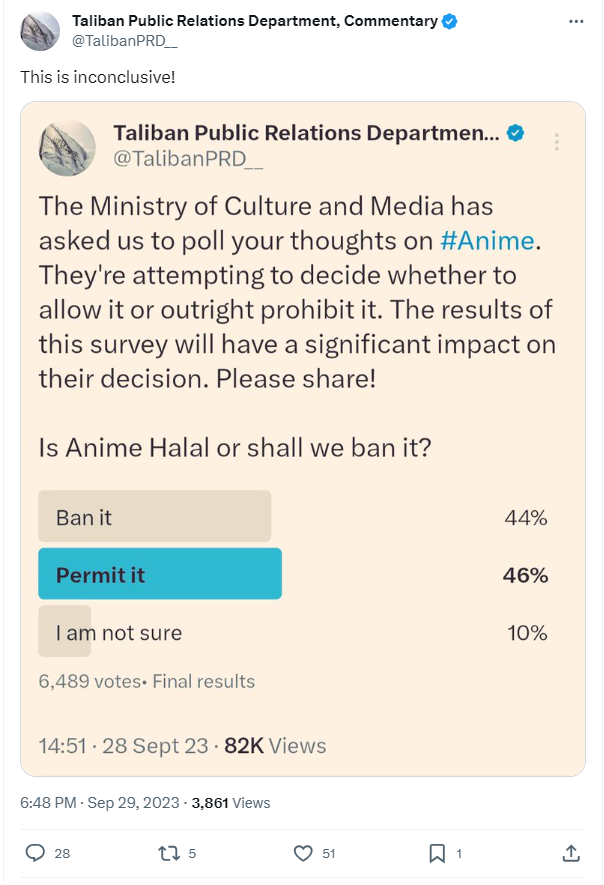 Taliban Public Relations Department, Commentary
@TalibanPRD__
This is inconclusive!
Taliban Public Relations Departmen...
@TalibanPRD__
The Ministry of Culture and Media has
asked us to poll your thoughts on #Anime.
They're attempting to decide whether to
allow it or outright prohibit it. The results of
this survey will have a significant impact on
their decision. Please share!
Is Anime Halal or shall we ban it?
Ban it 44%
Permit it 46%
I am not sure 10%
6,489 votes• Final results
14:51 · 28 Sept 23 · 82K Views
6:48 PM · Sep 29, 2023 · 3,861 Views
28 5 51 1